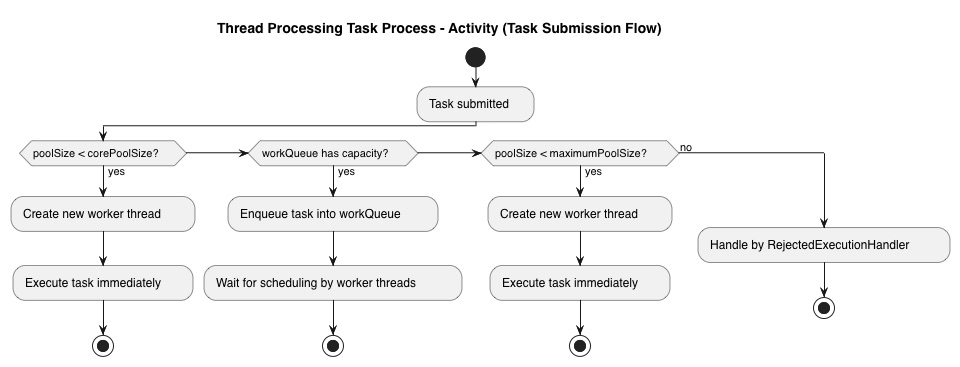 Thread Processing Task Process - Activity (Task Submission Flow)
Task submitted
poolSize < corePoolSize?
workQueue has capacity?
poolSize < maximumPoolSize?
no
yes
yes
yes
Create new worker thread
Enqueue task into workQueue
Create new worker thread
Handle by RejectedExecutionHandler
Execute task immediately
Wait for scheduling by worker threads
Execute task immediately